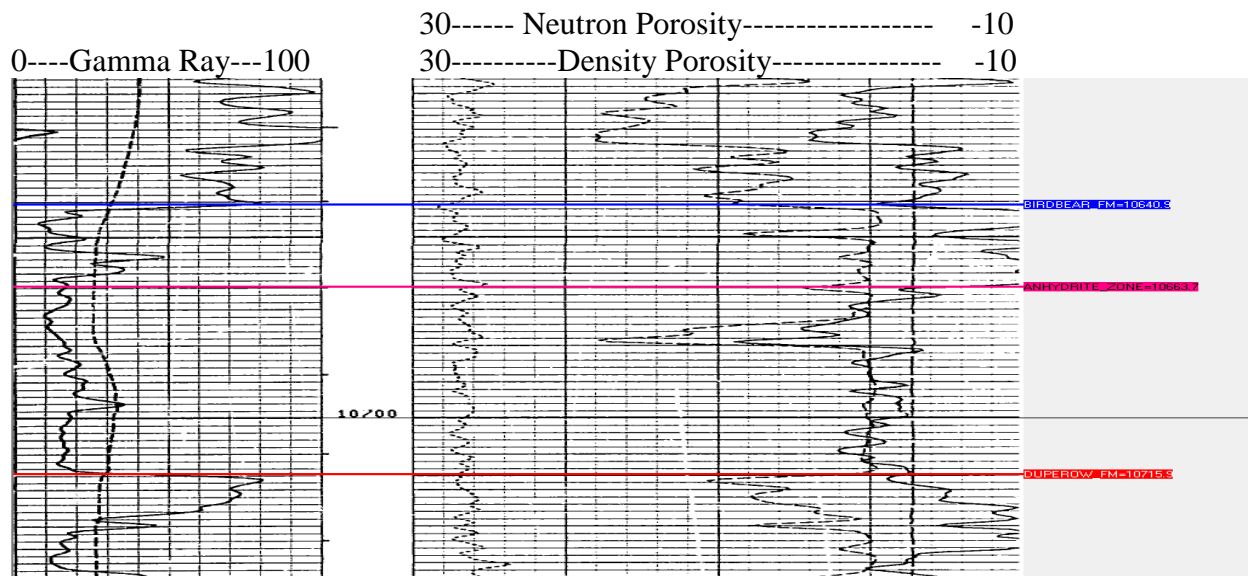 30------ Neutron Porosity------------------- -10
0----Gamma Ray---100 30----------Density Porosity----------------- -10
BIRDBEAR_FM=10640.9
ANHYDRITE_ZONE=10663.7
10700
DUPEROW_FM=10715.9